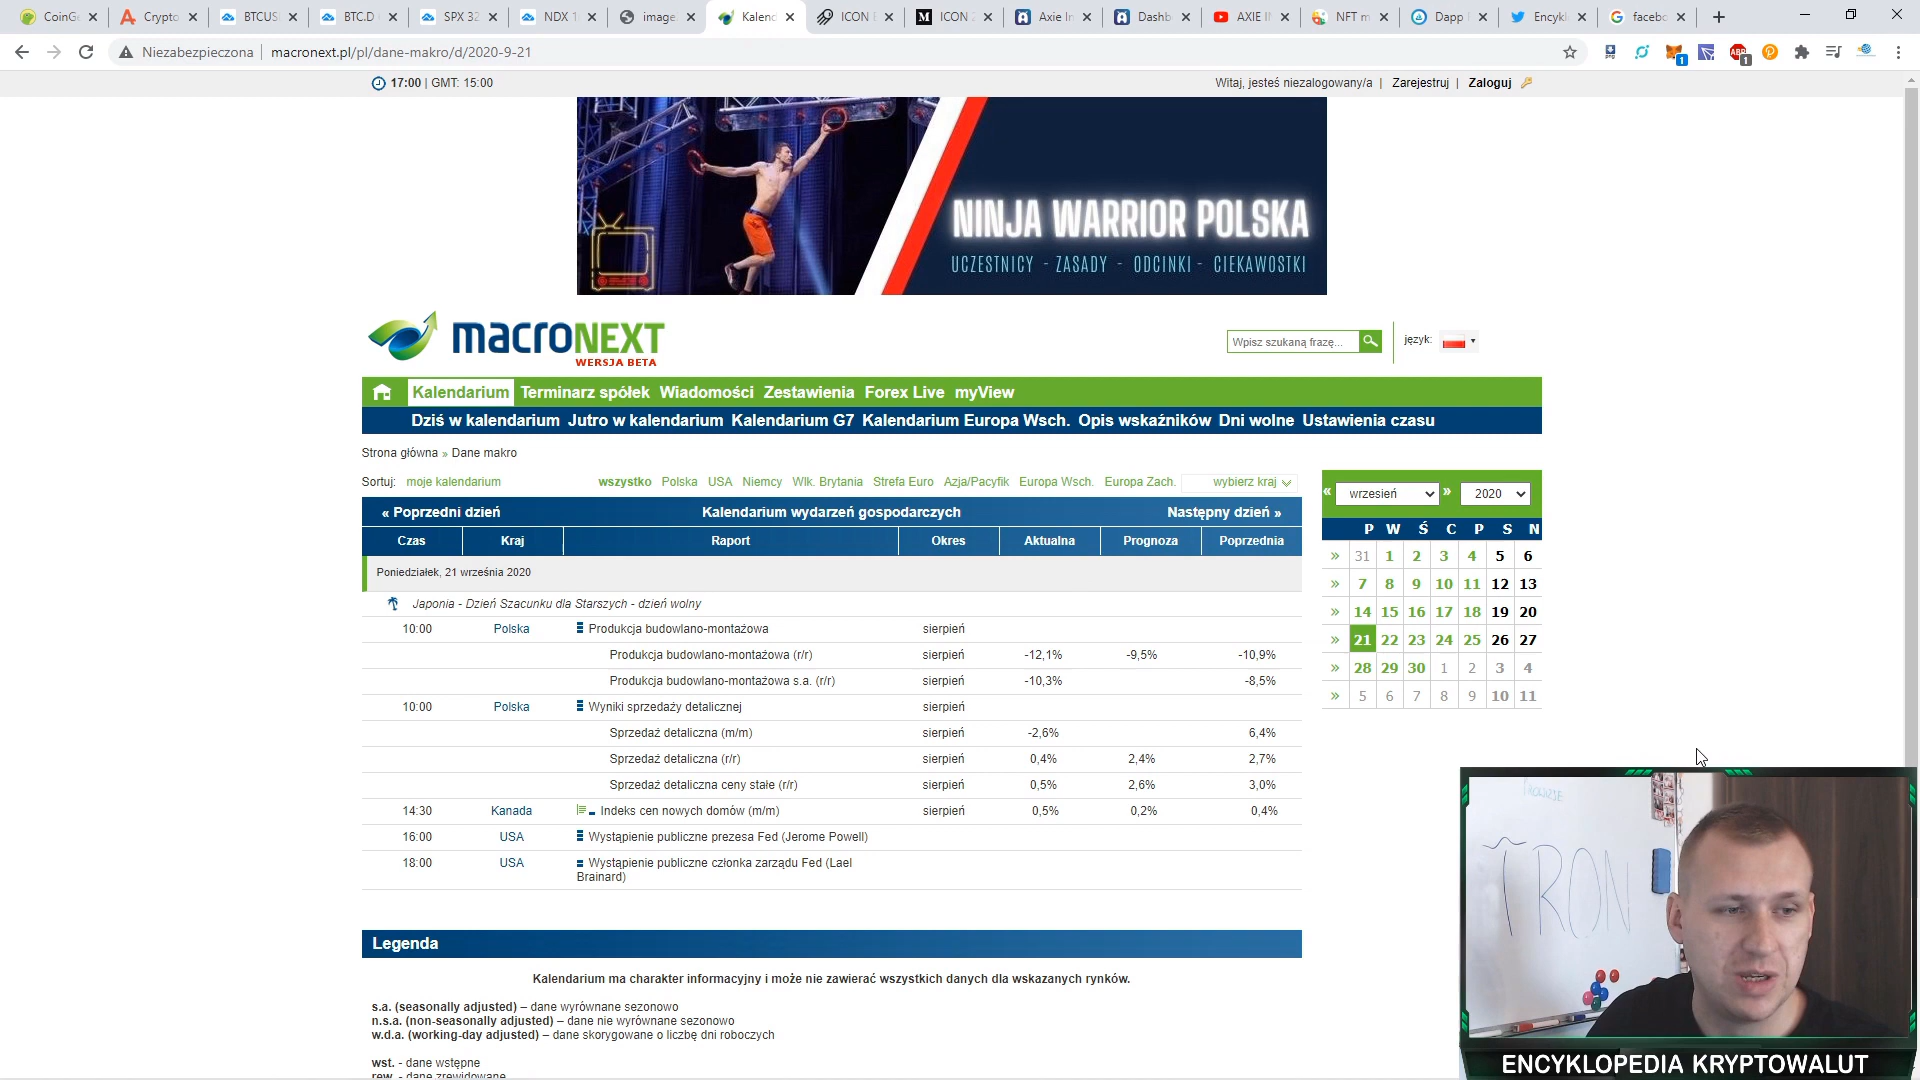 CoinGe
Crypto
BTCUS
BTC.D
SPX 32
NDX 1
image
Kalend
ICON
ICON
Axie In
Dashb
AXIE I
NFT m
Dapp
Encykl
facebo
Niezabezpieczona
macronext.pl/pl/dane-makro/d/2020-9-21
17:00 | GMT: 15:00
Witaj, jesteś niezalogowany/a | Zarejestruj | Zaloguj
NINJA WARRIOR POLSKA
UCZESTNICY - ZASADY - ODCINKI - CIEKAWOSTKI
macroNEXT
WERSJA BETA
Wpisz szukaną frazę...
język:
Kalendarium Terminarz spółek Wiadomości Zestawienia Forex Live myView
Dziś w kalendarium Jutro w kalendarium Kalendarium G7 Kalendarium Europa Wsch. Opis wskaźników Dni wolne Ustawienia czasu
Strona główna » Dane makro
Sortuj: moje kalendarium wszystko Polska USA Niemcy Wlk. Brytania Strefa Euro Azja/Pacyfik Europa Wsch. Europa Zach. wybierz kraj
« Poprzedni dzień Kalendarium wydarzeń gospodarczych Następny dzień »
Czas Kraj Raport Okres Aktualna Prognoza Poprzednia
Poniedziałek, 21 września 2020
Japonia - Dzień Szacunku dla Starszych - dzień wolny
10:00 Polska Produkcja budowlano-montażowa sierpień
Produkcja budowlano-montażowa (r/r) sierpień -12,1% -9,5% -10,9%
Produkcja budowlano-montażowa s.a. (r/r) sierpień -10,3% -8,5%
10:00 Polska Wyniki sprzedaży detalicznej sierpień
Sprzedaż detaliczna (m/m) sierpień -2,6% 6,4%
Sprzedaż detaliczna (r/r) sierpień 0,4% 2,4% 2,7%
Sprzedaż detaliczna ceny stałe (r/r) sierpień 0,5% 2,6% 3,0%
14:30 Kanada Indeks cen nowych domów (m/m) sierpień 0,5% 0,2% 0,4%
16:00 USA Wystąpienie publiczne prezesa Fed (Jerome Powell)
18:00 USA Wystąpienie publiczne członka zarządu Fed (Lael
Brainard)
« wrzesień » 2020
P W Ś C P S N
» 31 1 2 3 4 5 6
» 7 8 9 10 11 12 13
» 14 15 16 17 18 19 20
» 21 22 23 24 25 26 27
» 28 29 30 1 2 3 4
» 5 6 7 8 9 10 11
Legenda
Kalendarium ma charakter informacyjny i może nie zawierać wszystkich danych dla wskazanych rynków.
s.a. (seasonally adjusted) – dane wyrównane sezonowo
n.s.a. (non-seasonally adjusted) – dane nie wyrównane sezonowo
w.d.a. (working-day adjusted) – dane skorygowane o liczbę dni roboczych
wst. - dane wstępne
rew. - dane zrewidowane
TRON
ENCYKLOPEDIA KRYPTOWALUT